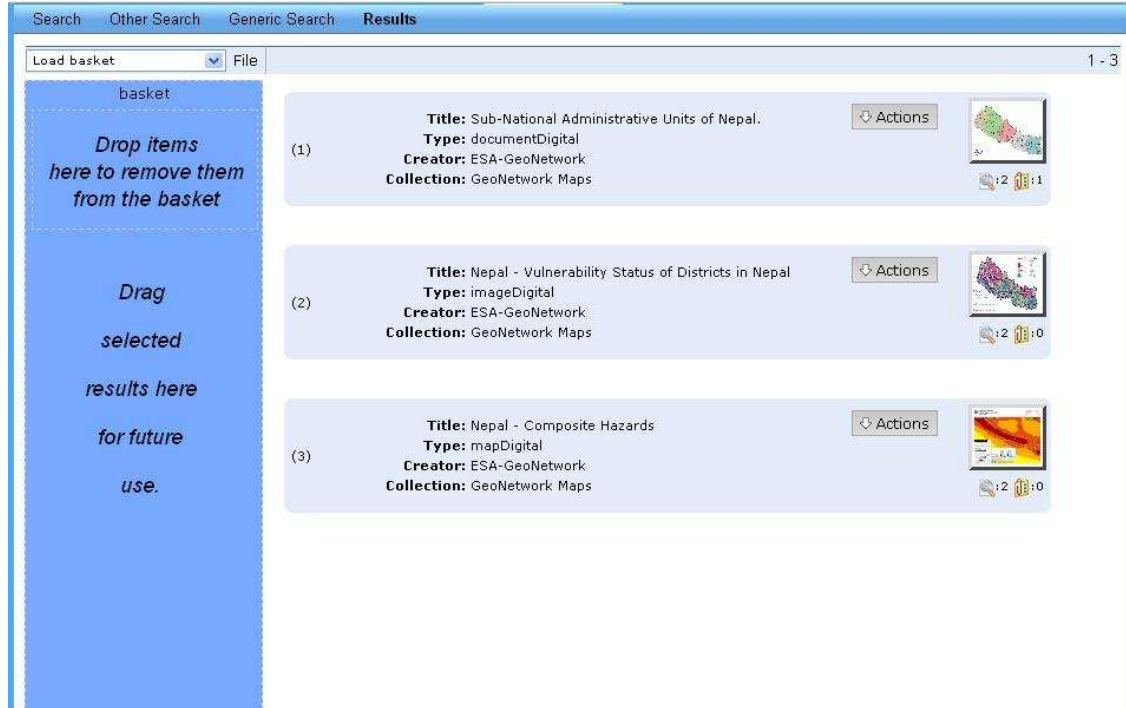 Search Other Search Generic Search Results
Load basket File 1 - 3
basket
Drop items
here to remove them
from the basket
Drag
selected
results here
for future
use.
(1)
Title: Sub-National Administrative Units of Nepal.
Type: documentDigital
Creator: ESA-GeoNetwork
Collection: GeoNetwork Maps
Actions
:2 :1
(2)
Title: Nepal - Vulnerability Status of Districts in Nepal
Type: imageDigital
Creator: ESA-GeoNetwork
Collection: GeoNetwork Maps
Actions
:2 :0
(3)
Title: Nepal - Composite Hazards
Type: mapDigital
Creator: ESA-GeoNetwork
Collection: GeoNetwork Maps
Actions
:2 :0